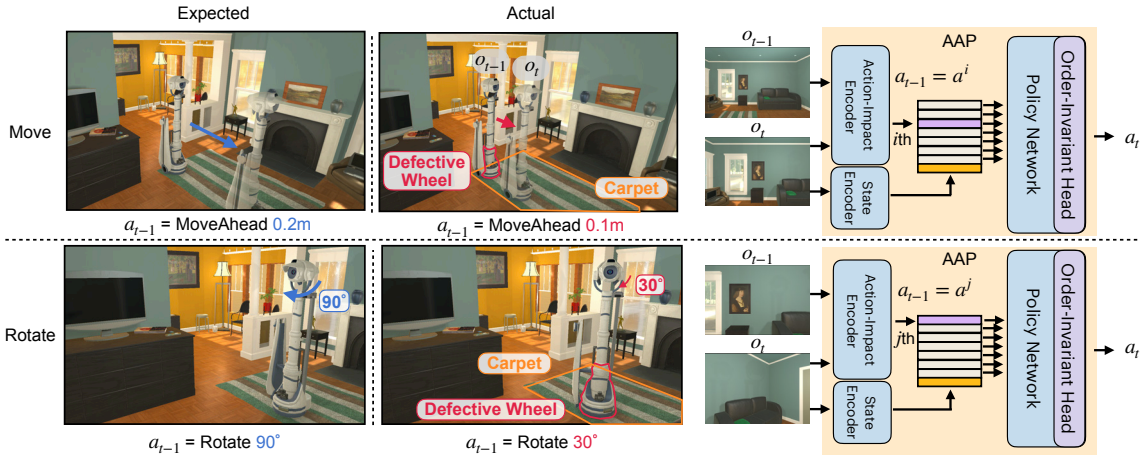 Expected
Actual
Move
o_{t-1}
o_t
Defective
Wheel
Carpet
a_{t-1} = MoveAhead 0.2m
a_{t-1} = MoveAhead 0.1m
o_{t-1}
o_t
AAP
Action-Impact
Encoder
State
Encoder
a_{t-1} = a^i
ith
Policy Network
Order-Invariant Head
a_t
Rotate
90°
30°
Carpet
Defective Wheel
a_{t-1} = Rotate 90°
a_{t-1} = Rotate 30°
o_{t-1}
o_t
AAP
Action-Impact
Encoder
State
Encoder
a_{t-1} = a^j
jth
Policy Network
Order-Invariant Head
a_t